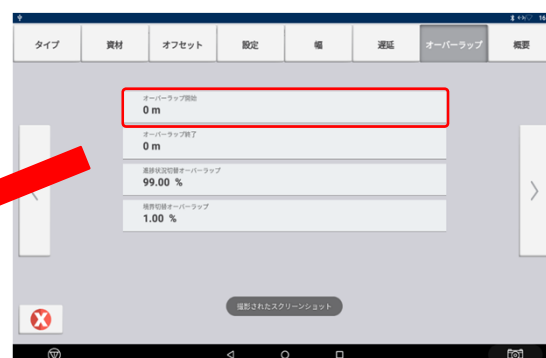 16
タイプ
資材
オフセット
設定
幅
遅延
オーバーラップ
概要
オーバーラップ開始
0 m
オーバーラップ終了
0 m
進捗状況切替オーバーラップ
99.00 %
境界切替オーバーラップ
1.00 %
撮影されたスクリーンショット